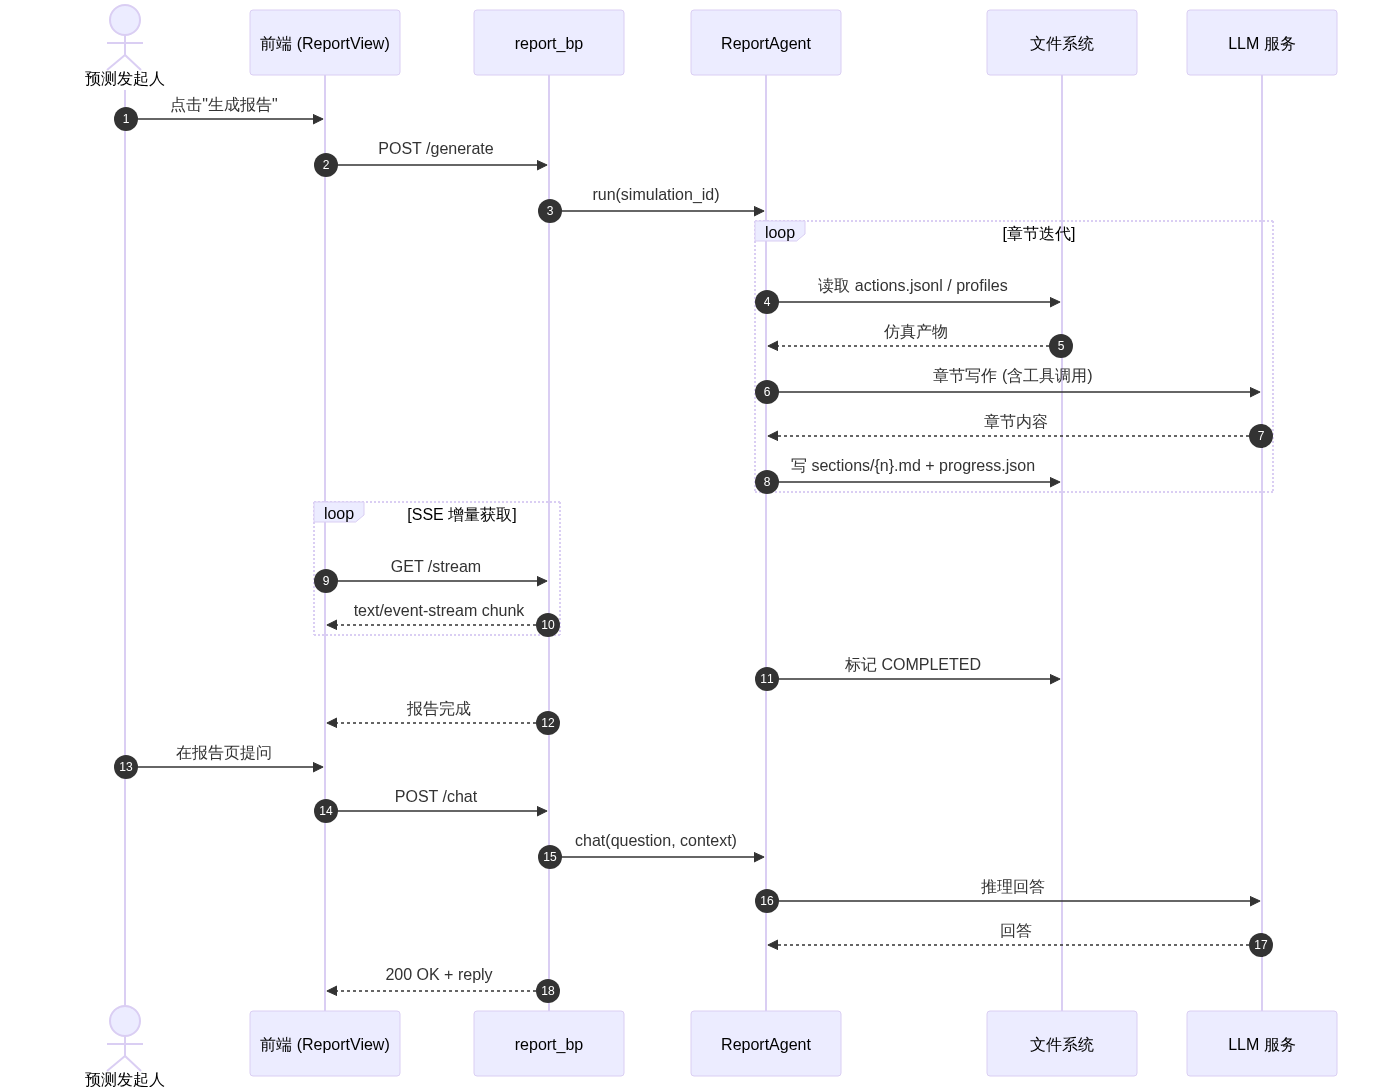 预测发起人
前端 (ReportView)
report_bp
ReportAgent
文件系统
LLM 服务
点击"生成报告"
1
POST /generate
2
run(simulation_id)
3
loop
[章节迭代]
读取 actions.jsonl / profiles
4
仿真产物
5
章节写作 (含工具调用)
6
章节内容
7
写 sections/{n}.md + progress.json
8
loop
[SSE 增量获取]
GET /stream
9
text/event-stream chunk
10
标记 COMPLETED
11
报告完成
12
在报告页提问
13
POST /chat
14
chat(question, context)
15
推理回答
16
回答
17
200 OK + reply
18
预测发起人
前端 (ReportView)
report_bp
ReportAgent
文件系统
LLM 服务